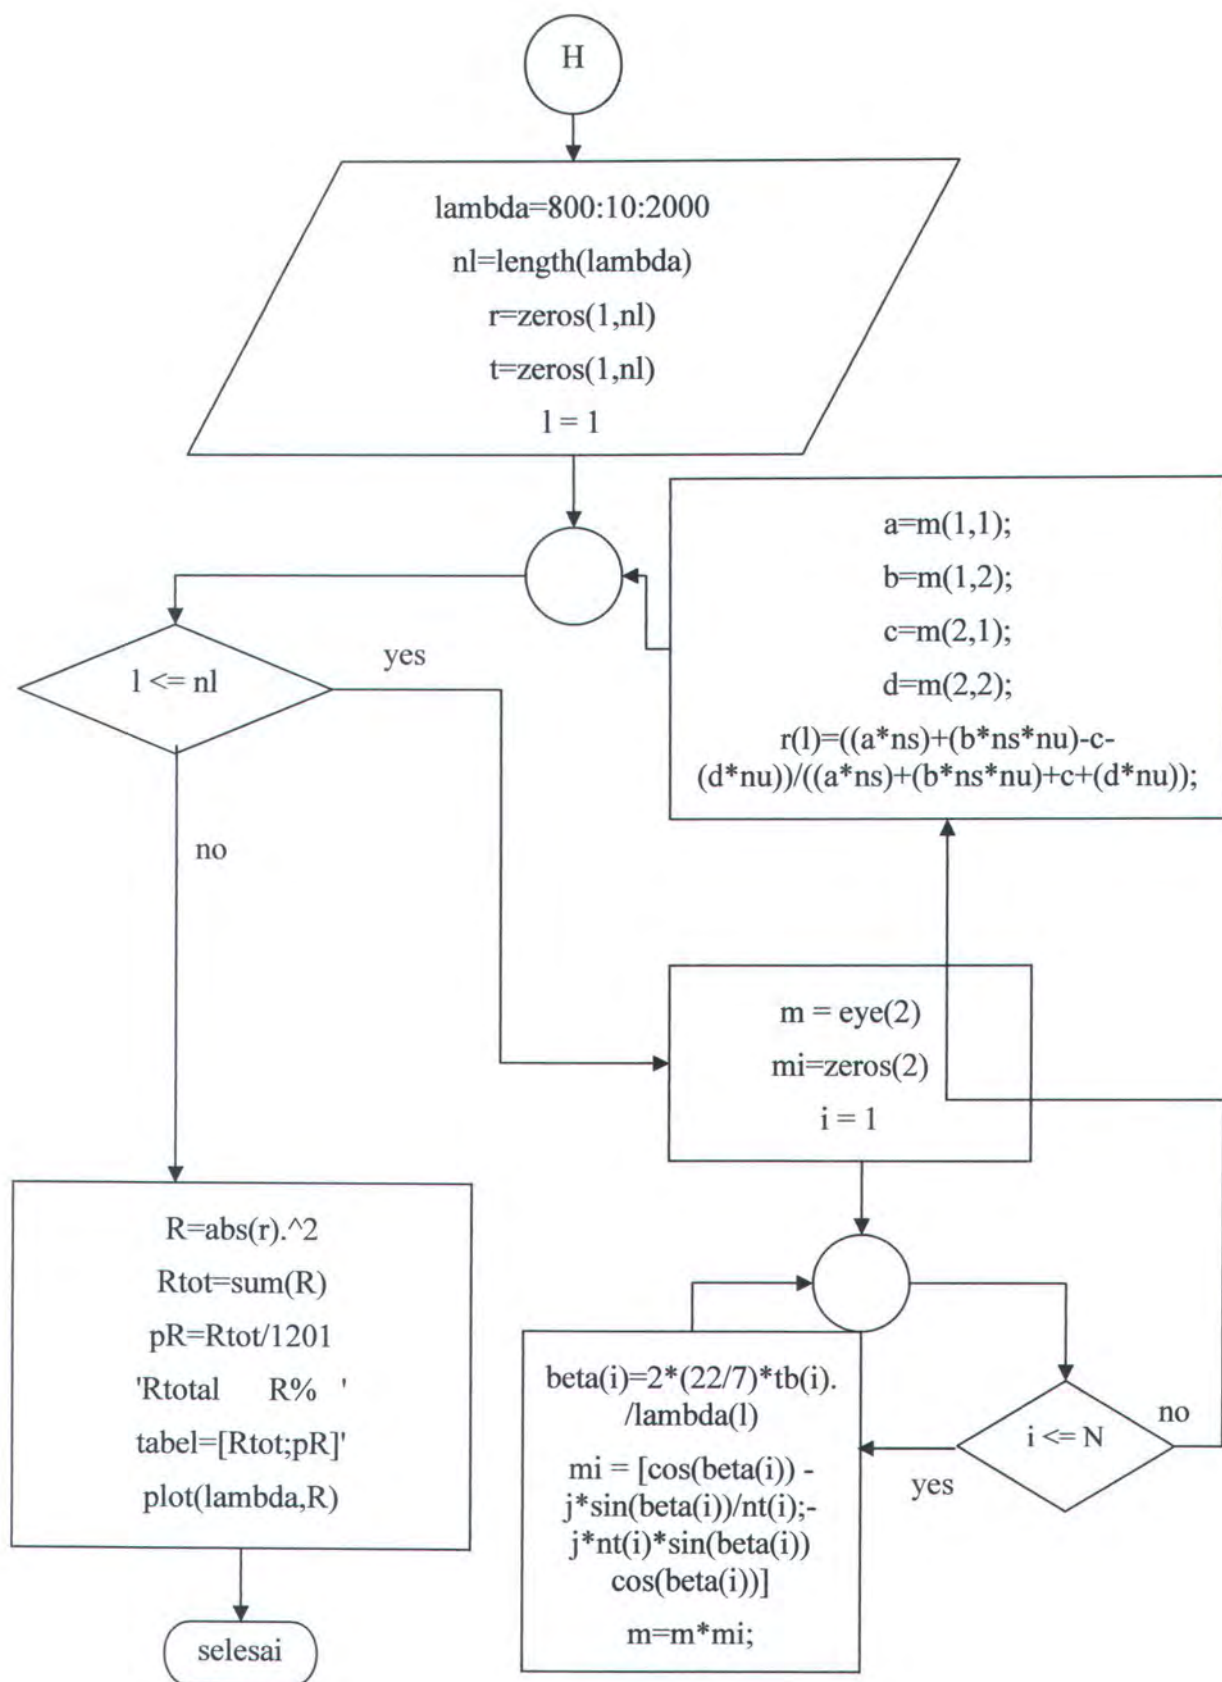 H
lambda=800:10:2000
nl=length(lambda)
r=zeros(1,nl)
t=zeros(1,nl)
l = 1
a=m(1,1);
b=m(1,2);
c=m(2,1);
d=m(2,2);
r(l)=((a*ns)+(b*ns*nu)-c-
(d*nu))/((a*ns)+(b*ns*nu)+c+(d*nu));
l <= nl
yes
no
m = eye(2)
mi=zeros(2)
i = 1
R=abs(r).^2
Rtot=sum(R)
pR=Rtot/1201
'Rtotal R% '
tabel=[Rtot;pR]'
plot(lambda,R)
selesai
beta(i)=2*(22/7)*tb(i).
/lambda(l)
mi = [cos(beta(i)) -
j*sin(beta(i))/nt(i);-
j*nt(i)*sin(beta(i))
cos(beta(i))]
m=m*mi;
i <= N
no
yes